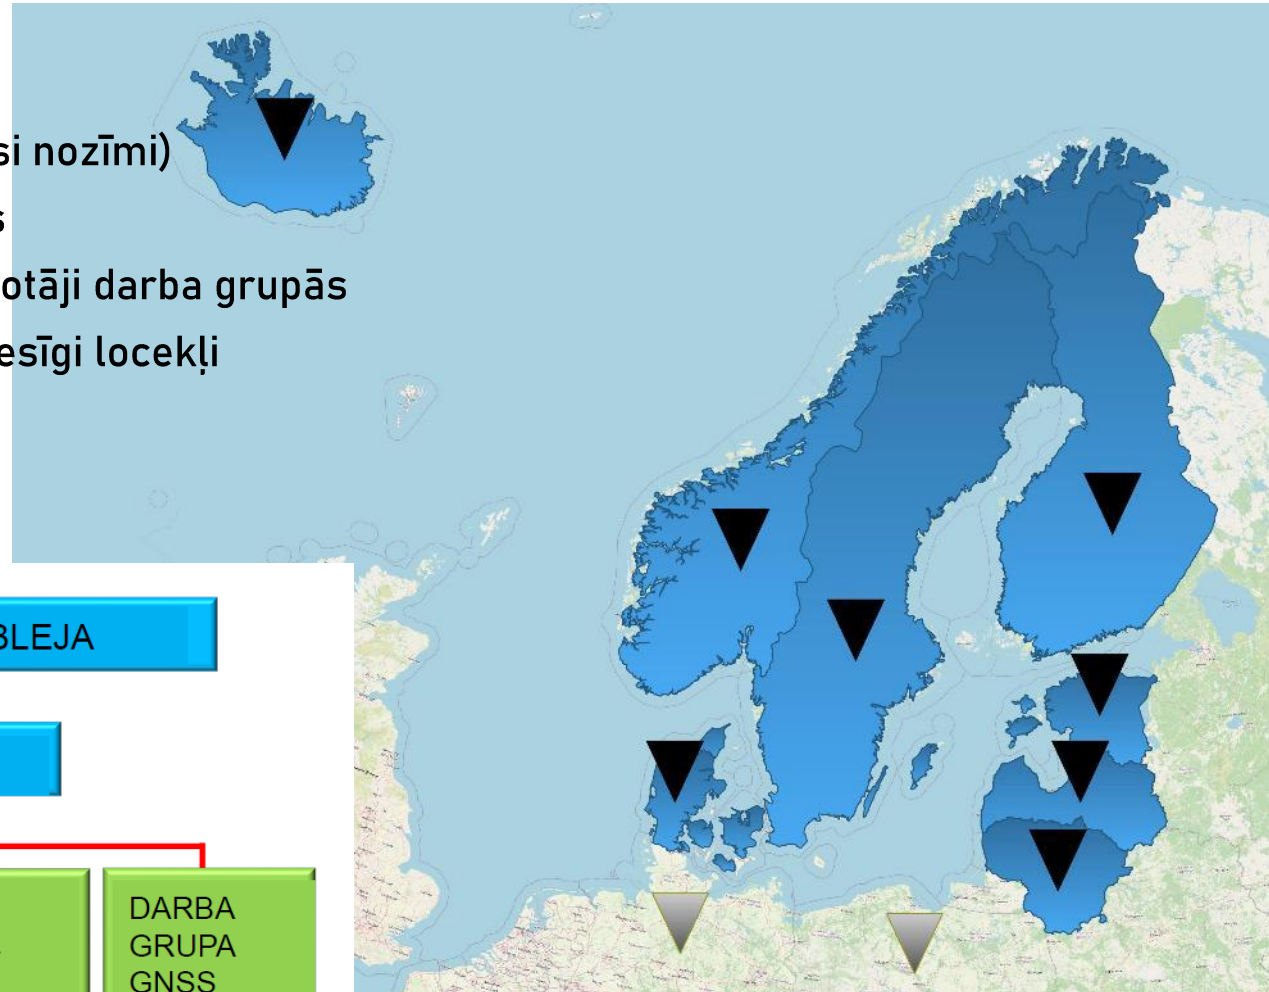 si nozīmi)
s
otāji darba grupās
esīgi locekļi
BLEJA
DARBA
GRUPA
GNSS